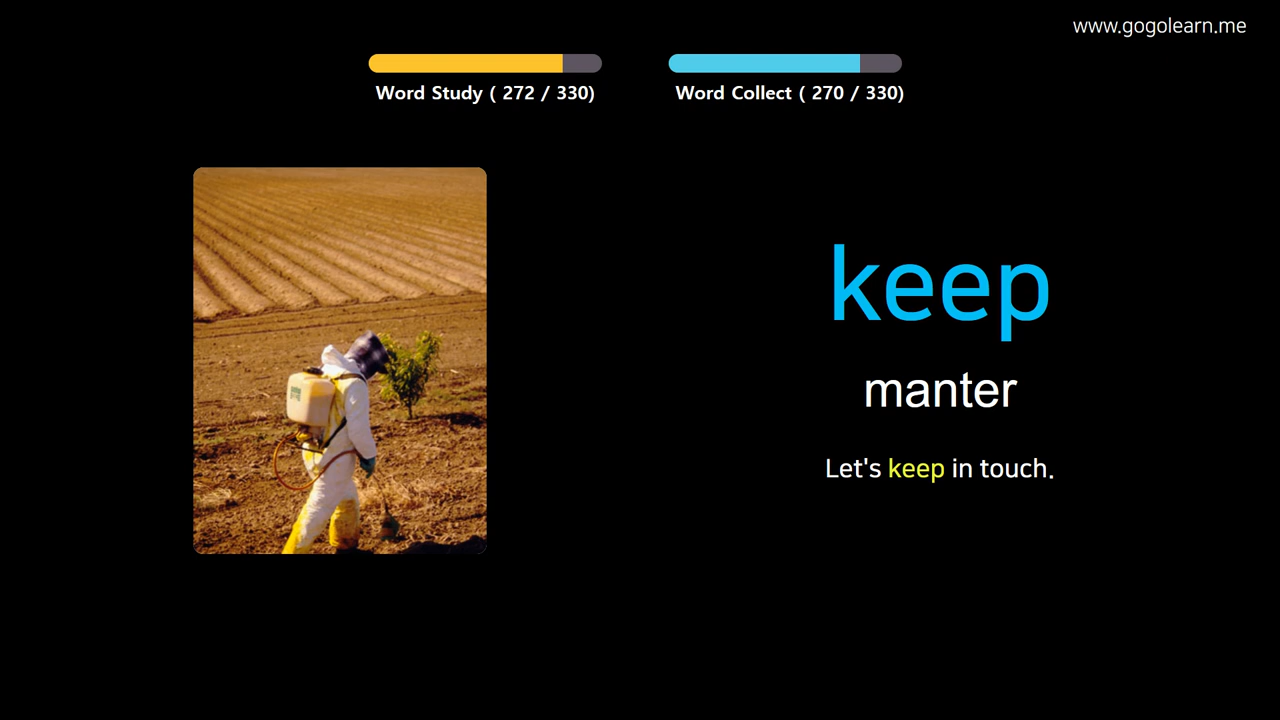 www.gogolearn.me
Word Study ( 272 / 330)
Word Collect ( 270 / 330)
keep
manter
Let's keep in touch.